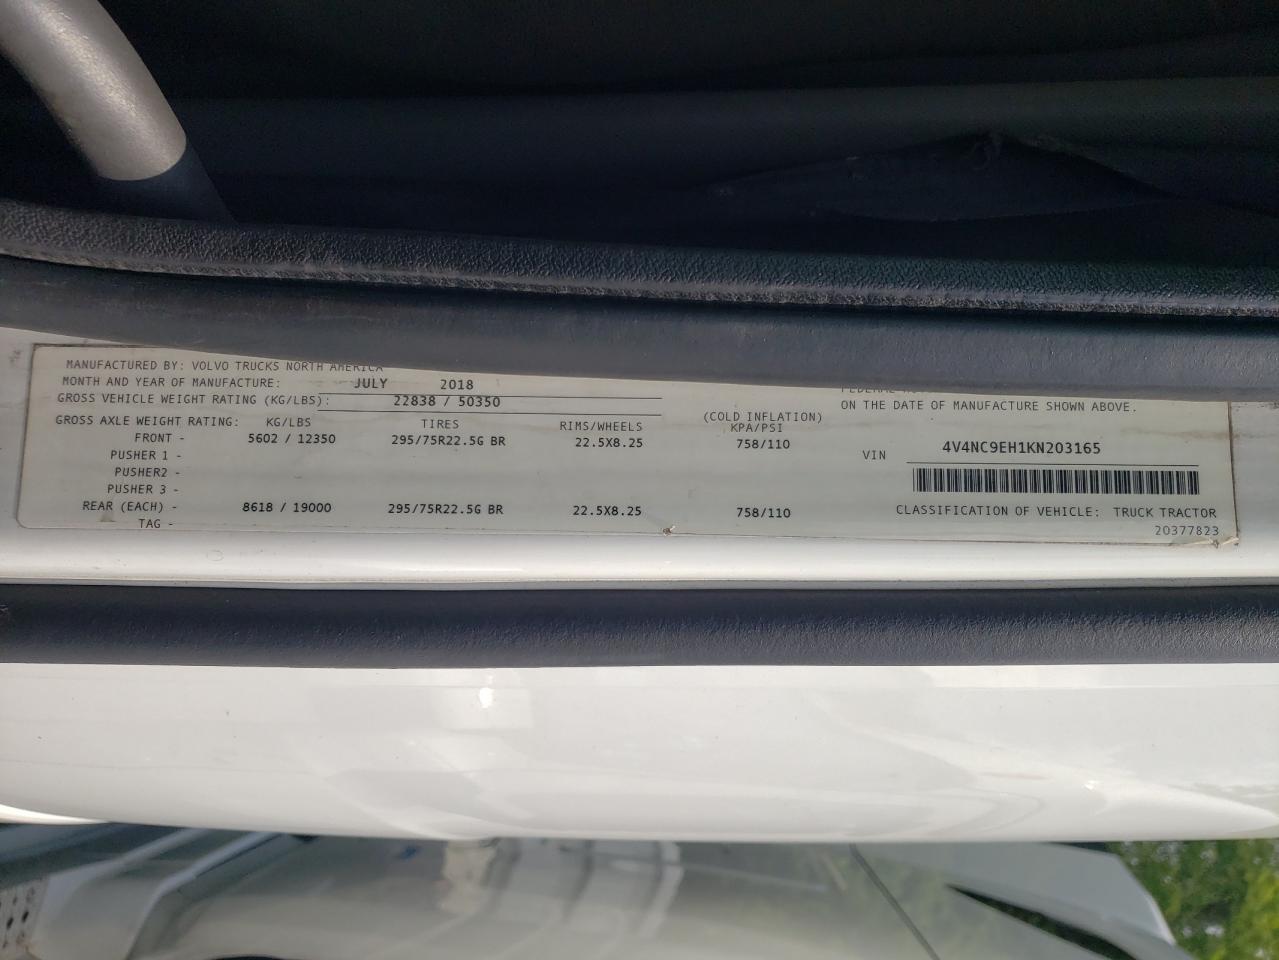 MANUFACTURED BY: VOLVO TRUCKS NORTH AMERICA
MONTH AND YEAR OF MANUFACTURE: JULY 2018
GROSS VEHICLE WEIGHT RATING (KG/LBS): 22838 / 50350
GROSS AXLE WEIGHT RATING: KG/LBS TIRES RIMS/WHEELS (COLD INFLATION) KPA/PSI
FRONT - 5602 / 12350 295/75R22.5G BR 22.5X8.25 758/110
PUSHER 1 -
PUSHER2 -
PUSHER 3 -
REAR (EACH) - 8618 / 19000 295/75R22.5G BR 22.5X8.25 758/110
TAG -
ON THE DATE OF MANUFACTURE SHOWN ABOVE.
VIN 4V4NC9EH1KN203165
CLASSIFICATION OF VEHICLE: TRUCK TRACTOR
20377823